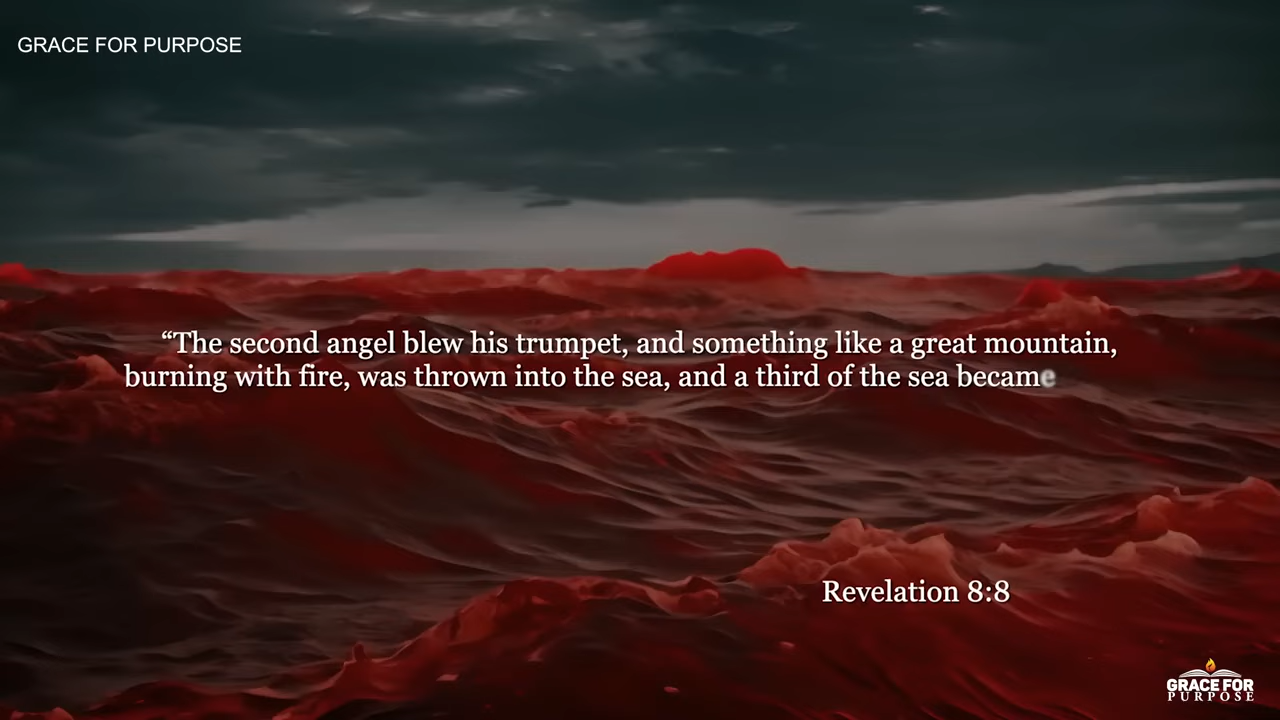 GRACE FOR PURPOSE
“The second angel blew his trumpet, and something like a great mountain,
burning with fire, was thrown into the sea, and a third of the sea became
Revelation 8:8
GRACE FOR
PURPOSE